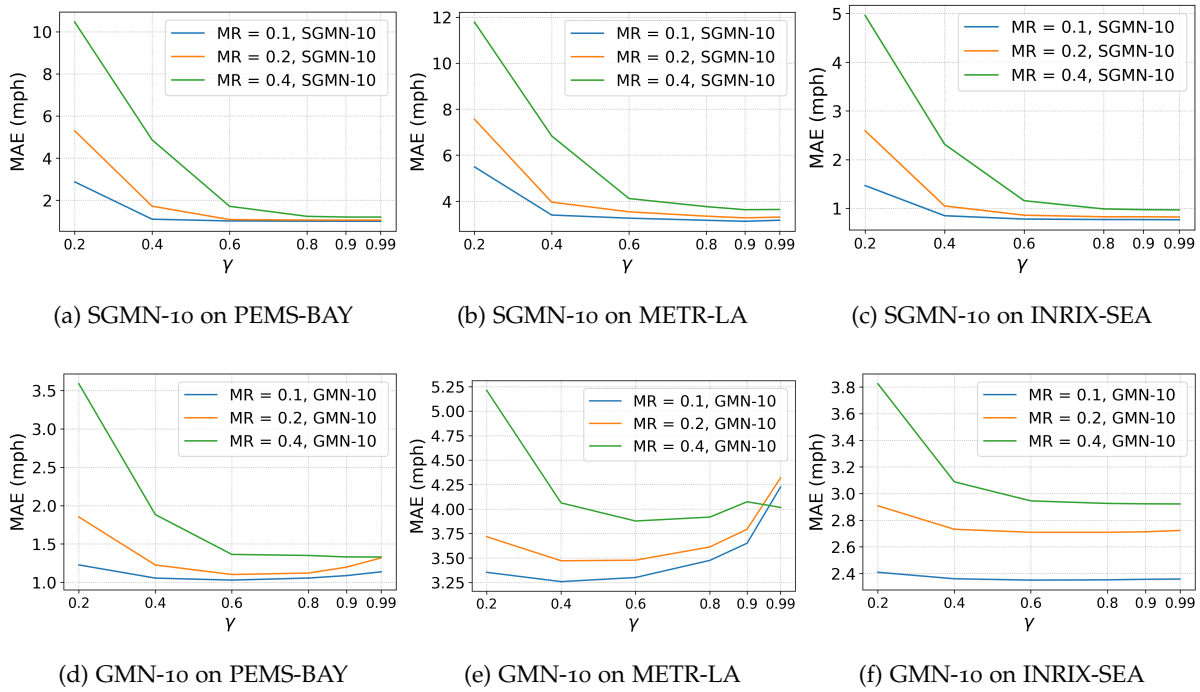 MAE (mph)
10
8
6
4
2
MR = 0.1, SGMN-10
MR = 0.2, SGMN-10
MR = 0.4, SGMN-10
0.2 0.4 0.6 0.8 0.9 0.99
γ
(a) SGMN-10 on PEMS-BAY
MAE (mph)
12
10
8
6
4
MR = 0.1, SGMN-10
MR = 0.2, SGMN-10
MR = 0.4, SGMN-10
0.2 0.4 0.6 0.8 0.9 0.99
γ
(b) SGMN-10 on METR-LA
MAE (mph)
5
4
3
2
1
MR = 0.1, SGMN-10
MR = 0.2, SGMN-10
MR = 0.4, SGMN-10
0.2 0.4 0.6 0.8 0.9 0.99
γ
(c) SGMN-10 on INRIX-SEA
MAE (mph)
3.5
3.0
2.5
2.0
1.5
1.0
MR = 0.1, GMN-10
MR = 0.2, GMN-10
MR = 0.4, GMN-10
0.2 0.4 0.6 0.8 0.9 0.99
γ
(d) GMN-10 on PEMS-BAY
MAE (mph)
5.25
5.00
4.75
4.50
4.25
4.00
3.75
3.50
3.25
MR = 0.1, GMN-10
MR = 0.2, GMN-10
MR = 0.4, GMN-10
0.2 0.4 0.6 0.8 0.9 0.99
γ
(e) GMN-10 on METR-LA
MAE (mph)
3.8
3.6
3.4
3.2
3.0
2.8
2.6
2.4
MR = 0.1, GMN-10
MR = 0.2, GMN-10
MR = 0.4, GMN-10
0.2 0.4 0.6 0.8 0.9 0.99
γ
(f) GMN-10 on INRIX-SEA